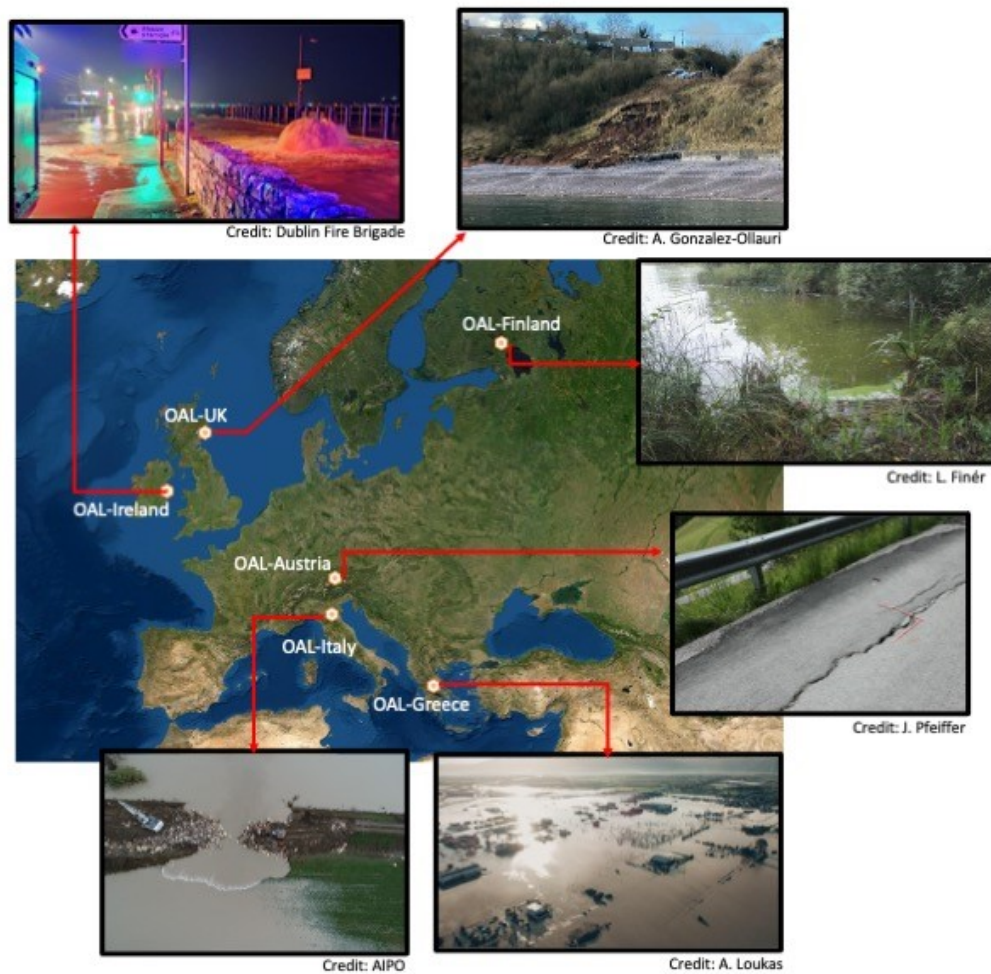 STATION
Credit: Dublin Fire Brigade
Credit: A. Gonzalez-Ollauri
OAL-Finland
OAL-UK
Credit: L. Finér
OAL-Ireland
OAL-Austria
OAL-Italy
OAL-Greece
Credit: J. Pfeiffer
Credit: AIPO
Credit: A. Loukas